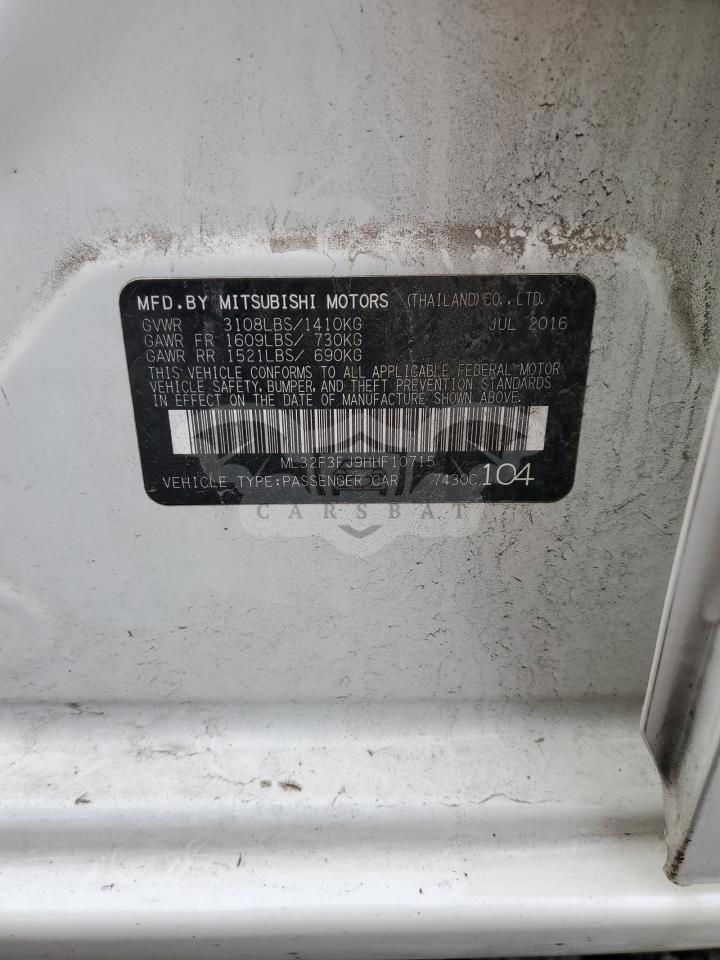 MFD.BY MITSUBISHI MOTORS (THAILAND)CO.,LTD.
GVWR 3108LBS/1410KG JUL 2016
GAWR FR 1609LBS/ 730KG
GAWR RR 1521LBS/ 690KG
THIS VEHICLE CONFORMS TO ALL APPLICABLE FEDERAL MOTOR
VEHICLE SAFETY, BUMPER, AND THEFT PREVENTION STANDARDS
IN EFFECT ON THE DATE OF MANUFACTURE SHOWN ABOVE.
ML32F3FJ9HHF10715
VEHICLE TYPE:PASSENGER CAR 7430C 104
CARSBAT